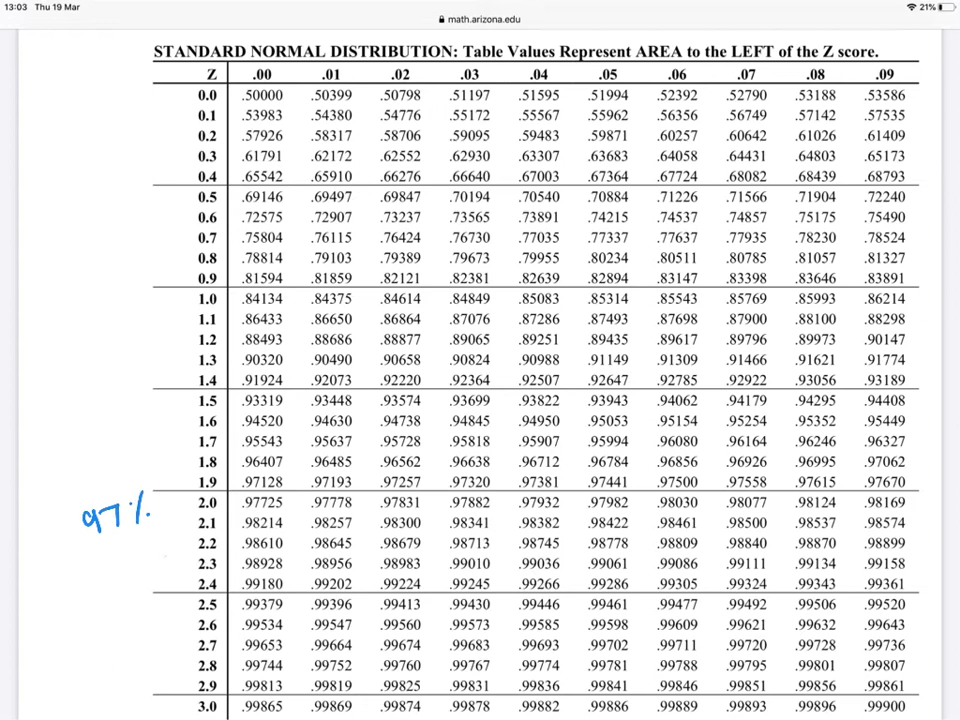 13:03 Thu 19 Mar
21%
math.arizona.edu
STANDARD NORMAL DISTRIBUTION: Table Values Represent AREA to the LEFT of the Z score.
Z .00 .01 .02 .03 .04 .05 .06 .07 .08 .09
0.0 .50000 .50399 .50798 .51197 .51595 .51994 .52392 .52790 .53188 .53586
0.1 .53983 .54380 .54776 .55172 .55567 .55962 .56356 .56749 .57142 .57535
0.2 .57926 .58317 .58706 .59095 .59483 .59871 .60257 .60642 .61026 .61409
0.3 .61791 .62172 .62552 .62930 .63307 .63683 .64058 .64431 .64803 .65173
0.4 .65542 .65910 .66276 .66640 .67003 .67364 .67724 .68082 .68439 .68793
0.5 .69146 .69497 .69847 .70194 .70540 .70884 .71226 .71566 .71904 .72240
0.6 .72575 .72907 .73237 .73565 .73891 .74215 .74537 .74857 .75175 .75490
0.7 .75804 .76115 .76424 .76730 .77035 .77337 .77637 .77935 .78230 .78524
0.8 .78814 .79103 .79389 .79673 .79955 .80234 .80511 .80785 .81057 .81327
0.9 .81594 .81859 .82121 .82381 .82639 .82894 .83147 .83398 .83646 .83891
1.0 .84134 .84375 .84614 .84849 .85083 .85314 .85543 .85769 .85993 .86214
1.1 .86433 .86650 .86864 .87076 .87286 .87493 .87698 .87900 .88100 .88298
1.2 .88493 .88686 .88877 .89065 .89251 .89435 .89617 .89796 .89973 .90147
1.3 .90320 .90490 .90658 .90824 .90988 .91149 .91309 .91466 .91621 .91774
1.4 .91924 .92073 .92220 .92364 .92507 .92647 .92785 .92922 .93056 .93189
1.5 .93319 .93448 .93574 .93699 .93822 .93943 .94062 .94179 .94295 .94408
1.6 .94520 .94630 .94738 .94845 .94950 .95053 .95154 .95254 .95352 .95449
1.7 .95543 .95637 .95728 .95818 .95907 .95994 .96080 .96164 .96246 .96327
1.8 .96407 .96485 .96562 .96638 .96712 .96784 .96856 .96926 .96995 .97062
1.9 .97128 .97193 .97257 .97320 .97381 .97441 .97500 .97558 .97615 .97670
2.0 .97725 .97778 .97831 .97882 .97932 .97982 .98030 .98077 .98124 .98169
97%
2.1 .98214 .98257 .98300 .98341 .98382 .98422 .98461 .98500 .98537 .98574
2.2 .98610 .98645 .98679 .98713 .98745 .98778 .98809 .98840 .98870 .98899
2.3 .98928 .98956 .98983 .99010 .99036 .99061 .99086 .99111 .99134 .99158
2.4 .99180 .99202 .99224 .99245 .99266 .99286 .99305 .99324 .99343 .99361
2.5 .99379 .99396 .99413 .99430 .99446 .99461 .99477 .99492 .99506 .99520
2.6 .99534 .99547 .99560 .99573 .99585 .99598 .99609 .99621 .99632 .99643
2.7 .99653 .99664 .99674 .99683 .99693 .99702 .99711 .99720 .99728 .99736
2.8 .99744 .99752 .99760 .99767 .99774 .99781 .99788 .99795 .99801 .99807
2.9 .99813 .99819 .99825 .99831 .99836 .99841 .99846 .99851 .99856 .99861
3.0 .99865 .99869 .99874 .99878 .99882 .99886 .99889 .99893 .99896 .99900